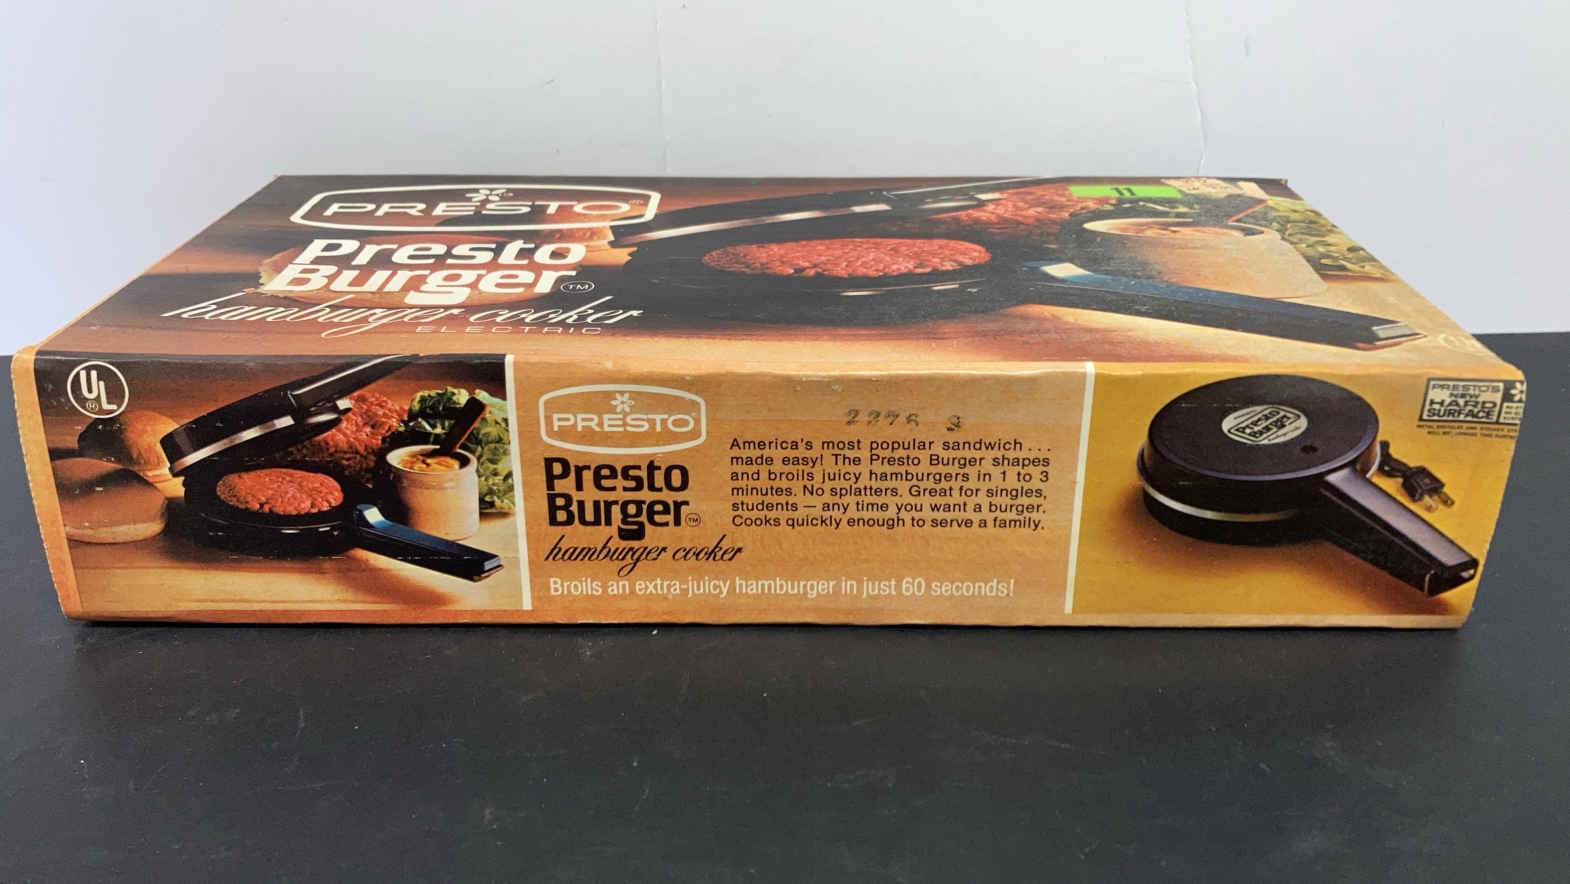 11
PRESTO
Presto
Burger TM
hamburger cooker
ELECTRIC
UL
PRESTO
Presto
Burger TM
hamburger cooker
America's most popular sandwich...
made easy! The Presto Burger shapes
and broils juicy hamburgers in 1 to 3
minutes. No splatters. Great for singles,
students — any time you want a burger.
Cooks quickly enough to serve a family.
Broils an extra-juicy hamburger in just 60 seconds!
Presto
Burger
PRESTO'S
NEW
HARD
SURFACE